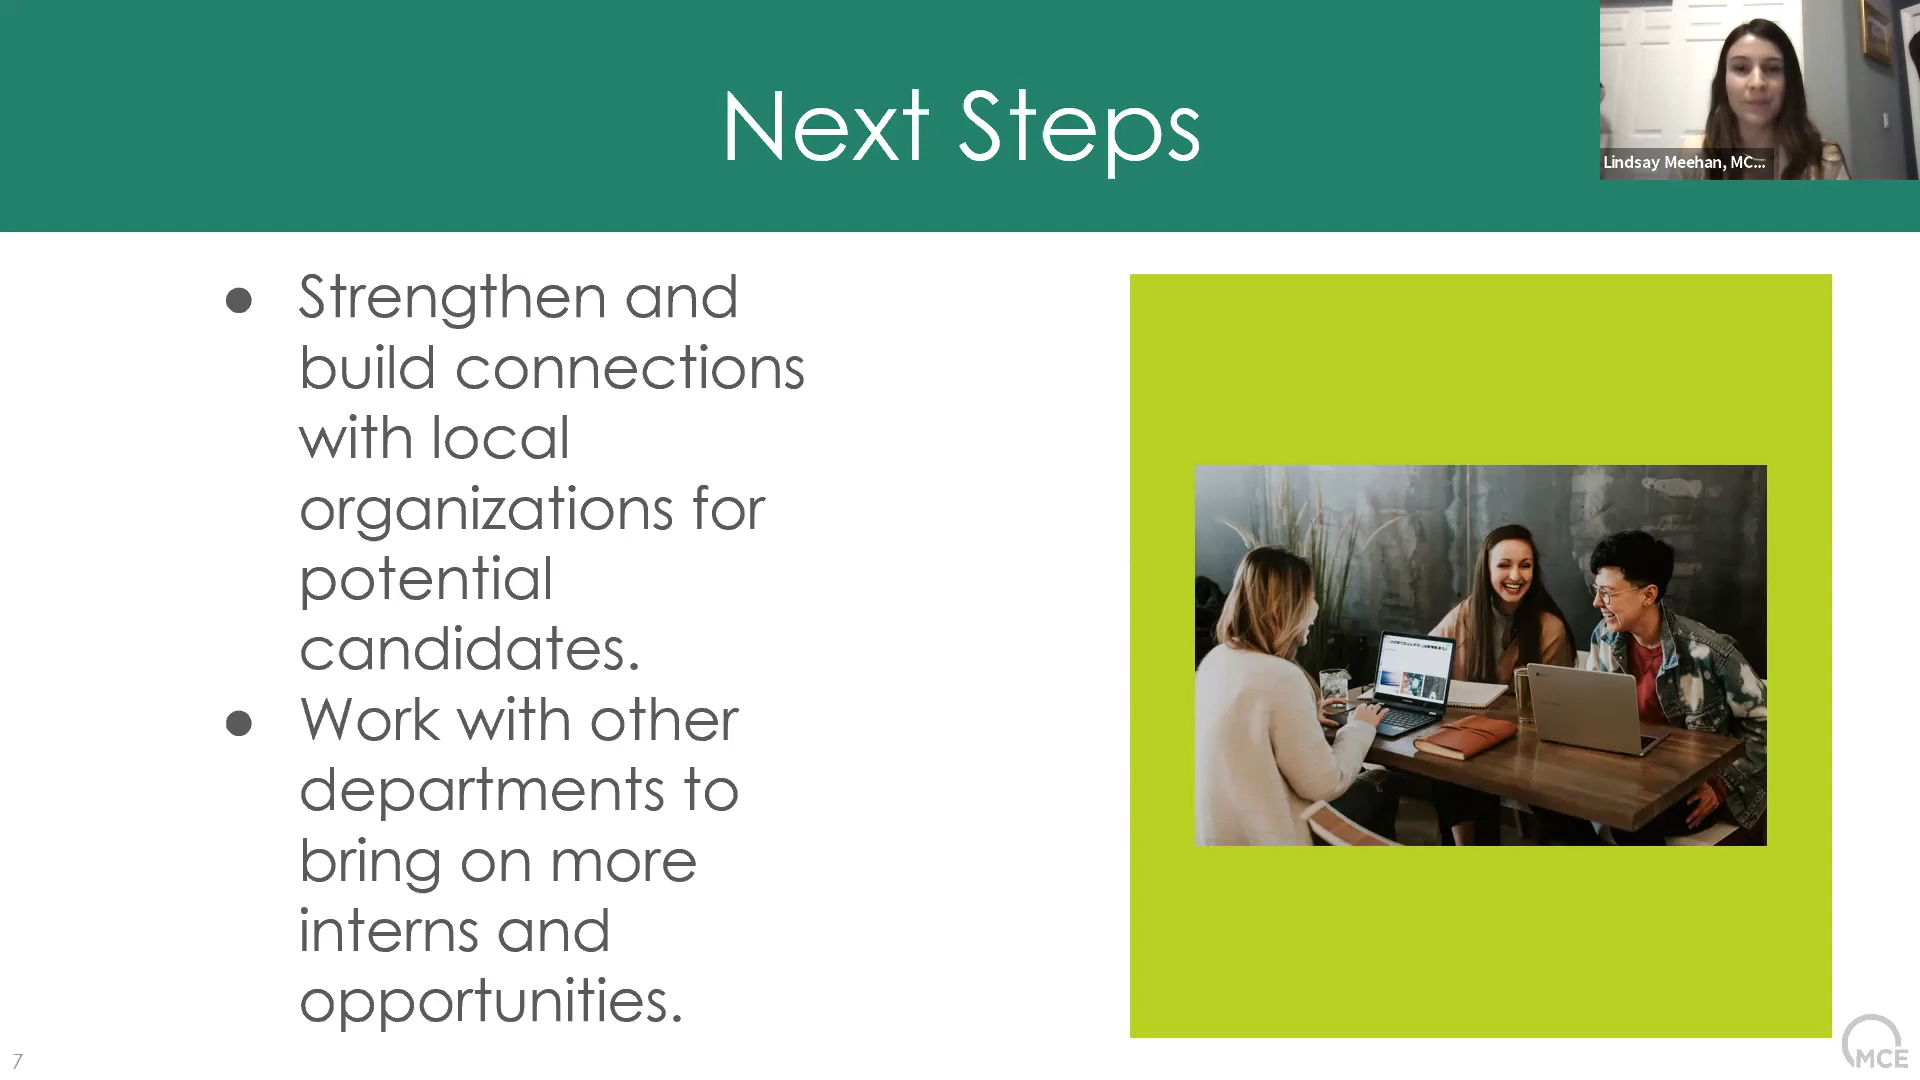 Next Steps
Lindsay Meehan, MC...
● Strengthen and
build connections
with local
organizations for
potential
candidates.
● Work with other
departments to
bring on more
interns and
opportunities.
7
MCE